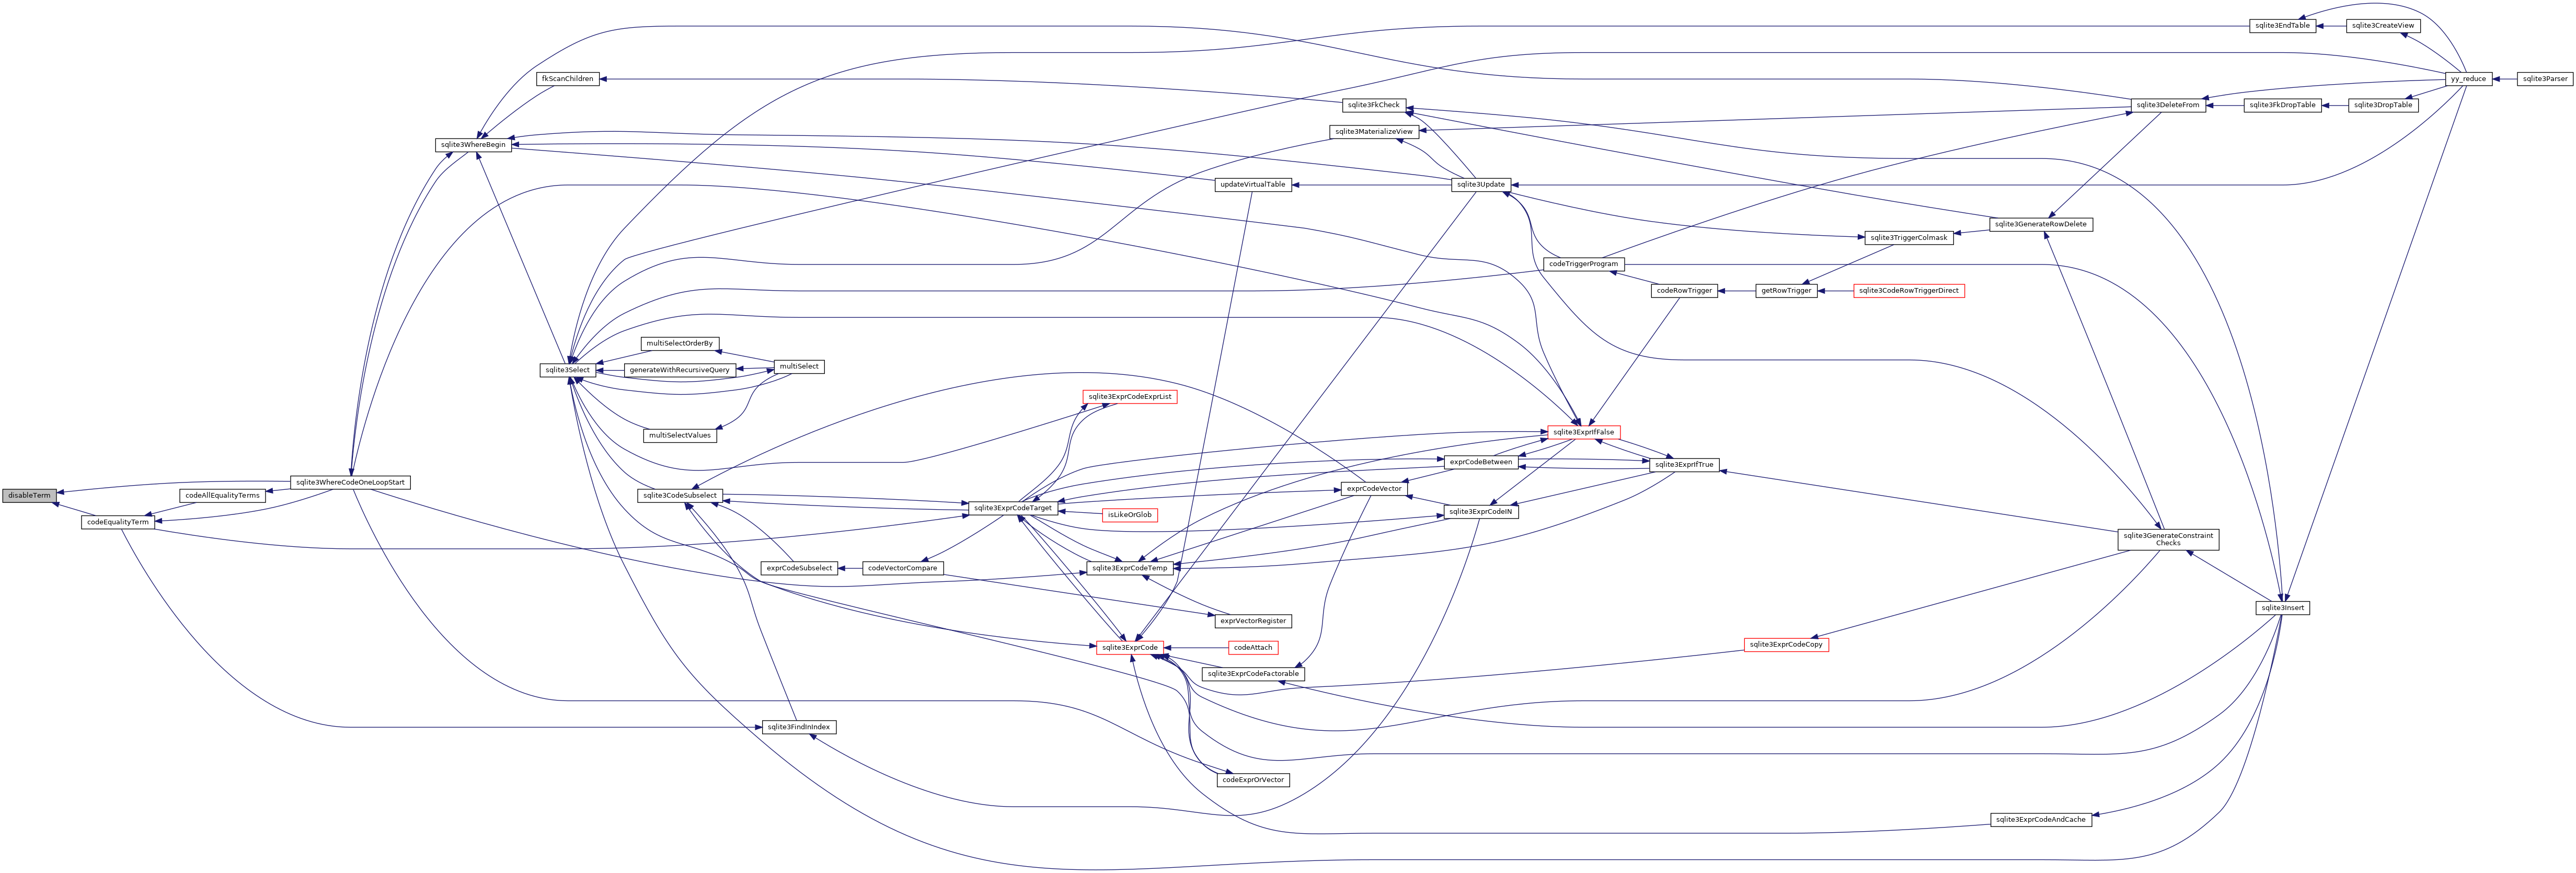 sqlite3EndTable
sqlite3CreateView
fkScanChildren
yy_reduce
sqlite3Parser
sqlite3FkCheck
sqlite3DeleteFrom
sqlite3FkDropTable
sqlite3DropTable
sqlite3MaterializeView
sqlite3WhereBegin
updateVirtualTable
sqlite3Update
sqlite3GenerateRowDelete
sqlite3TriggerColmask
codeTriggerProgram
codeRowTrigger
getRowTrigger
sqlite3CodeRowTriggerDirect
multiSelectOrderBy
sqlite3Select
generateWithRecursiveQuery
multiSelect
sqlite3ExprCodeExprList
multiSelectValues
sqlite3ExprIfFalse
exprCodeBetween
sqlite3ExprIfTrue
sqlite3WhereCodeOneLoopStart
disableTerm
codeAllEqualityTerms
sqlite3CodeSubselect
exprCodeVector
sqlite3ExprCodeTarget
isLikeOrGlob
sqlite3ExprCodeIN
codeEqualityTerm
sqlite3GenerateConstraint
Checks
exprCodeSubselect
codeVectorCompare
sqlite3ExprCodeTemp
sqlite3Insert
exprVectorRegister
sqlite3ExprCode
codeAttach
sqlite3ExprCodeCopy
sqlite3ExprCodeFactorable
sqlite3FindInIndex
codeExprOrVector
sqlite3ExprCodeAndCache